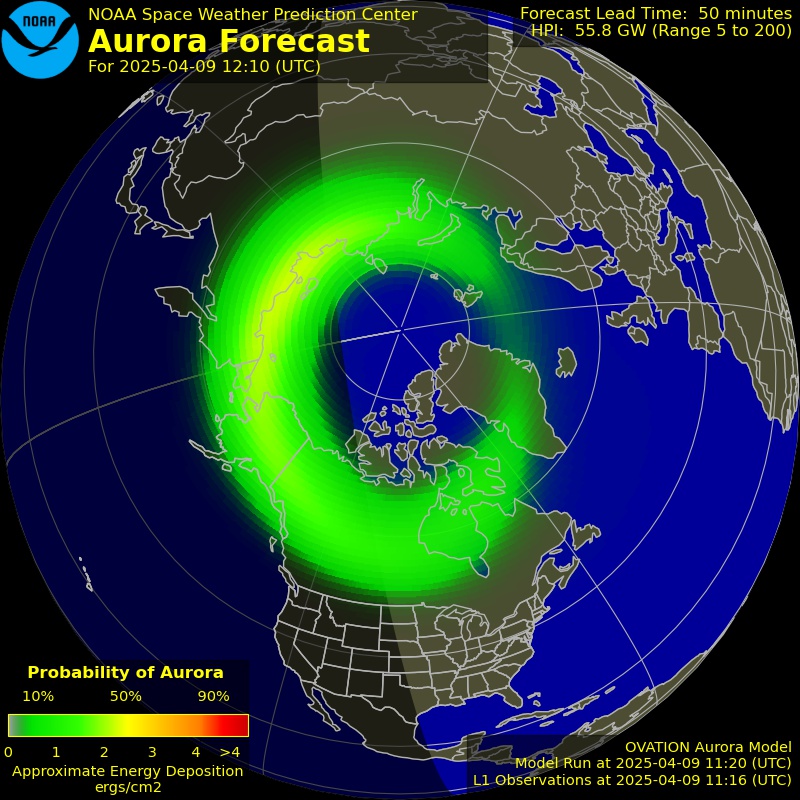 NOAA
NOAA Space Weather Prediction Center
Aurora Forecast
For 2025-04-09 12:10 (UTC)
Forecast Lead Time: 50 minutes
HPI: 55.8 GW (Range 5 to 200)
Probability of Aurora
10% 50% 90%
0 1 2 3 4 >4
Approximate Energy Deposition
ergs/cm2
OVATION Aurora Model
Model Run at 2025-04-09 11:20 (UTC)
L1 Observations at 2025-04-09 11:16 (UTC)